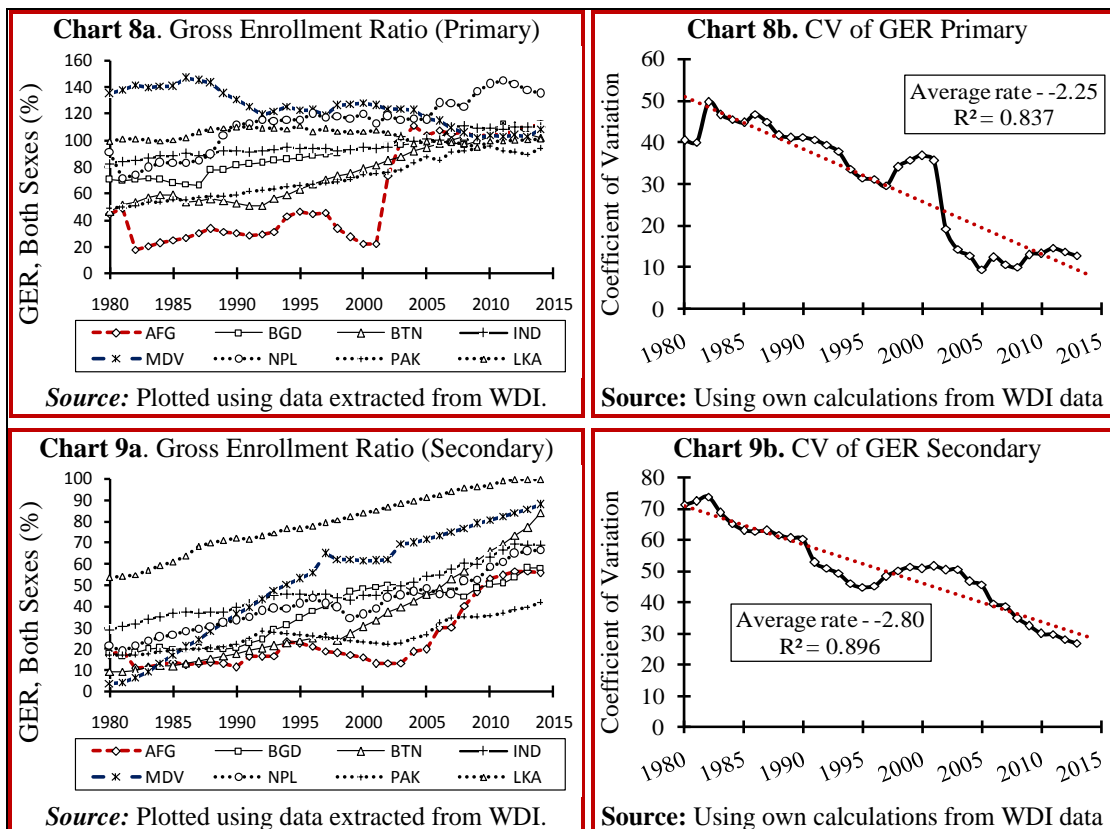 Chart 8a. Gross Enrollment Ratio (Primary)
GER, Both Sexes (%)
160
140
120
100
80
60
40
20
0
1980 1985 1990 1995 2000 2005 2010 2015
AFG BGD BTN IND
MDV NPL PAK LKA
Source: Plotted using data extracted from WDI.
Chart 8b. CV of GER Primary
Coefficient of Variation
60
50
40
30
20
10
0
Average rate - -2.25
R² = 0.837
1980 1985 1990 1995 2000 2005 2010 2015
Source: Using own calculations from WDI data
Chart 9a. Gross Enrollment Ratio (Secondary)
GER, Both Sexes (%)
100
90
80
70
60
50
40
30
20
10
0
1980 1985 1990 1995 2000 2005 2010 2015
AFG BGD BTN IND
MDV NPL PAK LKA
Source: Plotted using data extracted from WDI.
Chart 9b. CV of GER Secondary
Coefficient of Variation
80
70
60
50
40
30
20
10
0
Average rate - -2.80
R² = 0.896
1980 1985 1990 1995 2000 2005 2010 2015
Source: Using own calculations from WDI data